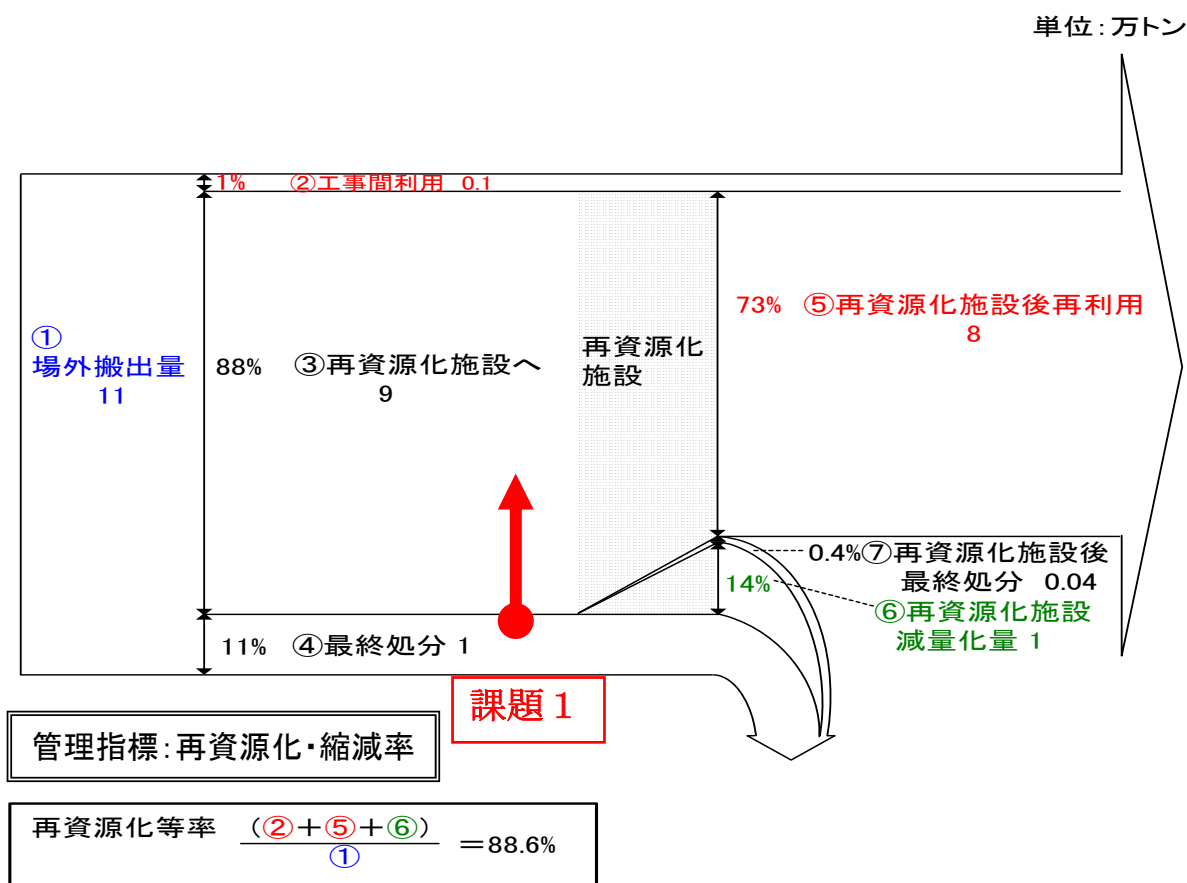 単位：万トン
1% ②工事間利用 0.1
①
場外搬出量
11
88% ③再資源化施設へ
9
再資源化
施設
73% ⑤再資源化施設後再利用
8
0.4%⑦再資源化施設後
最終処分 0.04
14%
⑥再資源化施設
減量化量 1
11% ④最終処分 1
課題１
管理指標：再資源化・縮減率
再資源化等率 （②＋⑤＋⑥） ＝88.6%
①